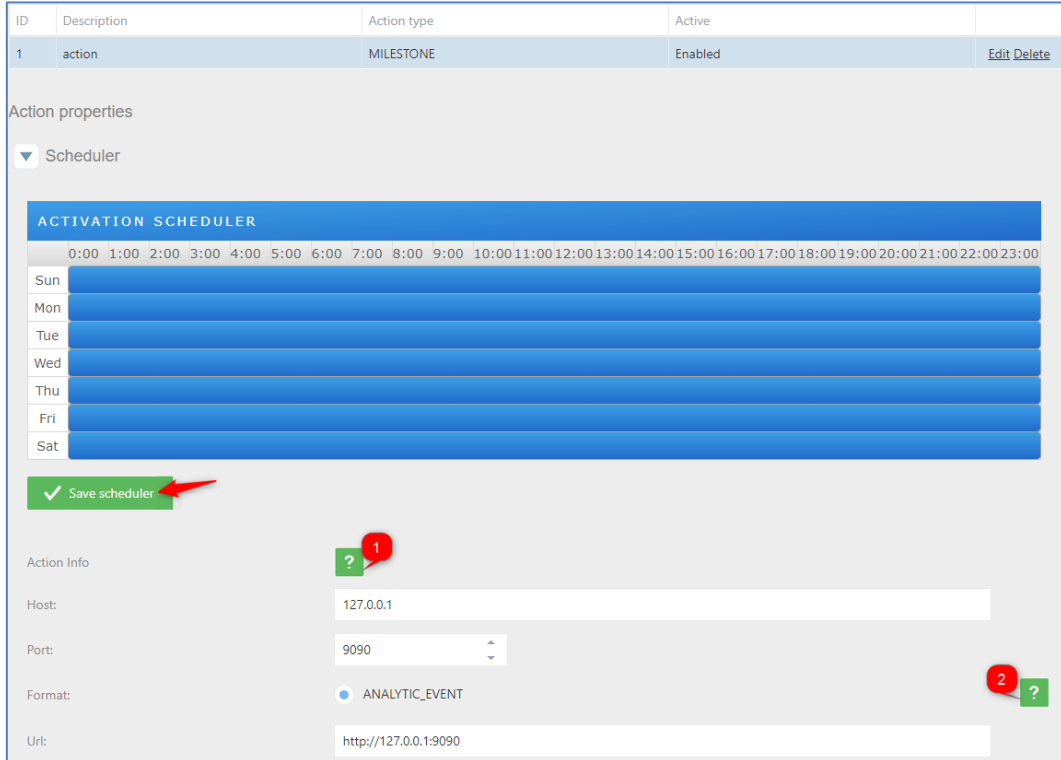 ID Description Action type Active
1 action MILESTONE Enabled Edit Delete
Action properties
Scheduler
ACTIVATION SCHEDULER
0:00 1:00 2:00 3:00 4:00 5:00 6:00 7:00 8:00 9:00 10:00 11:00 12:00 13:00 14:00 15:00 16:00 17:00 18:00 19:00 20:00 21:00 22:00 23:00
Sun
Mon
Tue
Wed
Thu
Fri
Sat
Save scheduler
1
Action Info ?
Host: 127.0.0.1
Port: 9090
2
Format: ANALYTIC_EVENT ?
Url: http://127.0.0.1:9090